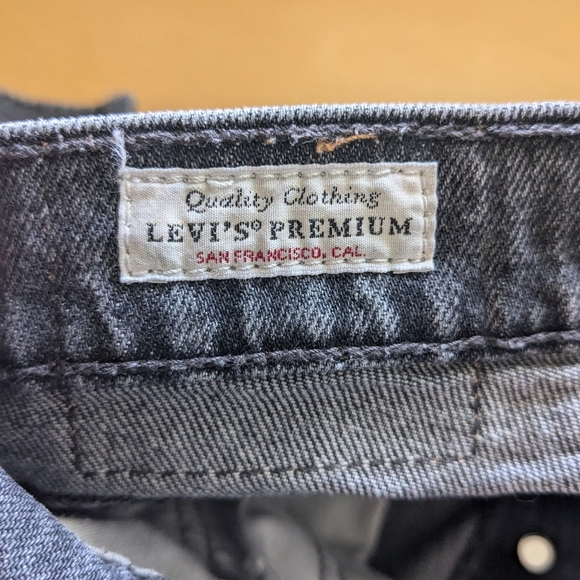 Quality Clothing
LEVI'S® PREMIUM
SAN FRANCISCO, CAL.